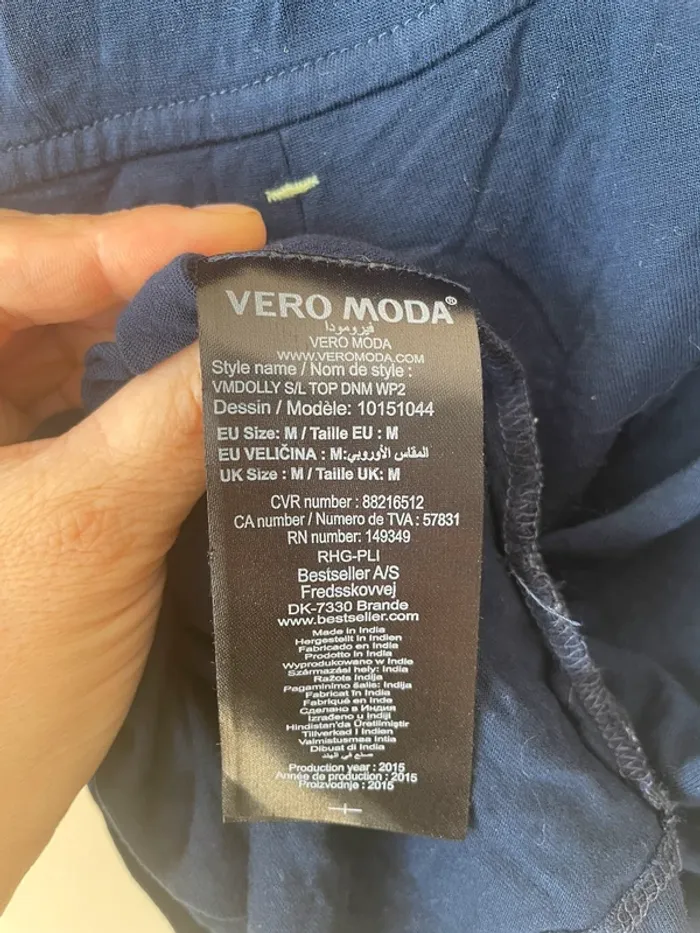 VERO MODA®
فيرومودا
VERO MODA
WWW.VEROMODA.COM
Style name / Nom de style :
VMDOLLY S/L TOP DNM WP2
Dessin / Modèle: 10151044
EU Size: M / Taille EU : M
EU VELIČINA : M:المقاس الأوروبي
UK Size : M / Taille UK: M
CVR number : 88216512
CA number / Numero de TVA : 57831
RN number: 149349
RHG-PLI
Bestseller A/S
Fredsskovvej
DK-7330 Brande
www.bestseller.com
Made in India
Hergestellt in Indien
Fabricado en India
Prodotto in India
Wyprodukowano w Indie
Származási hely: India
Ražots Indija
Pagaminimo šalis: Indija
Fabricat în India
Fabriqué en Inde
Сделано в Индия
Izrađeno u Indiji
Hindistan'da Üretilmiştir
Tillverkad I Indien
Valmistusmaa Intia
Dibuat di India
صنع في الهند
Production year : 2015
Année de production : 2015
Proizvodnje : 2015